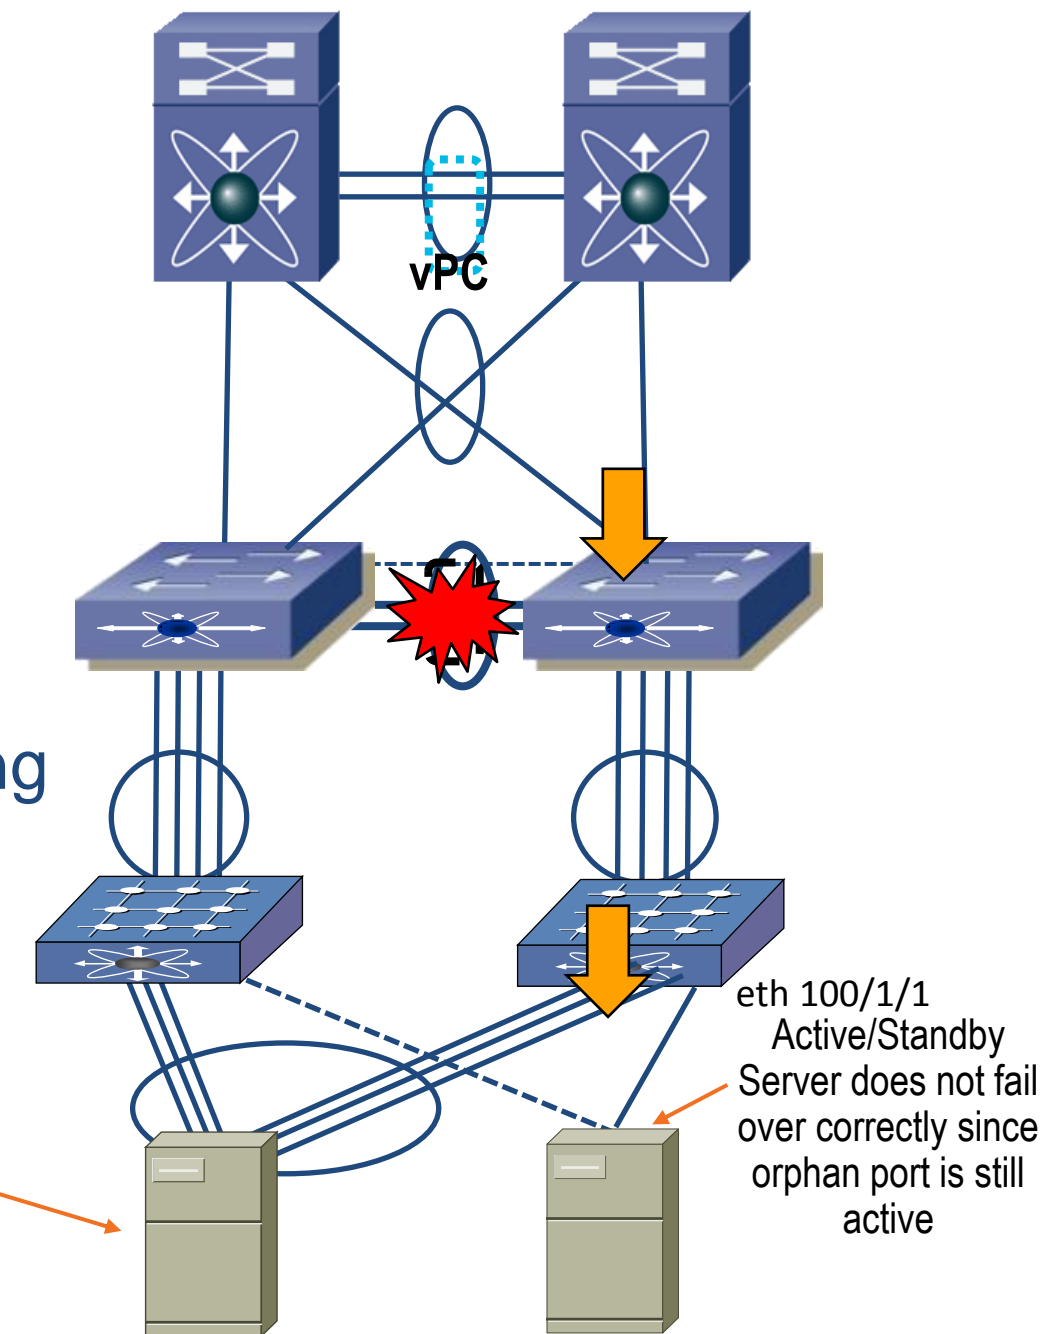 vPC
ng
eth 100/1/1
Active/Standby
Server does not fail
over correctly since
orphan port is still
active